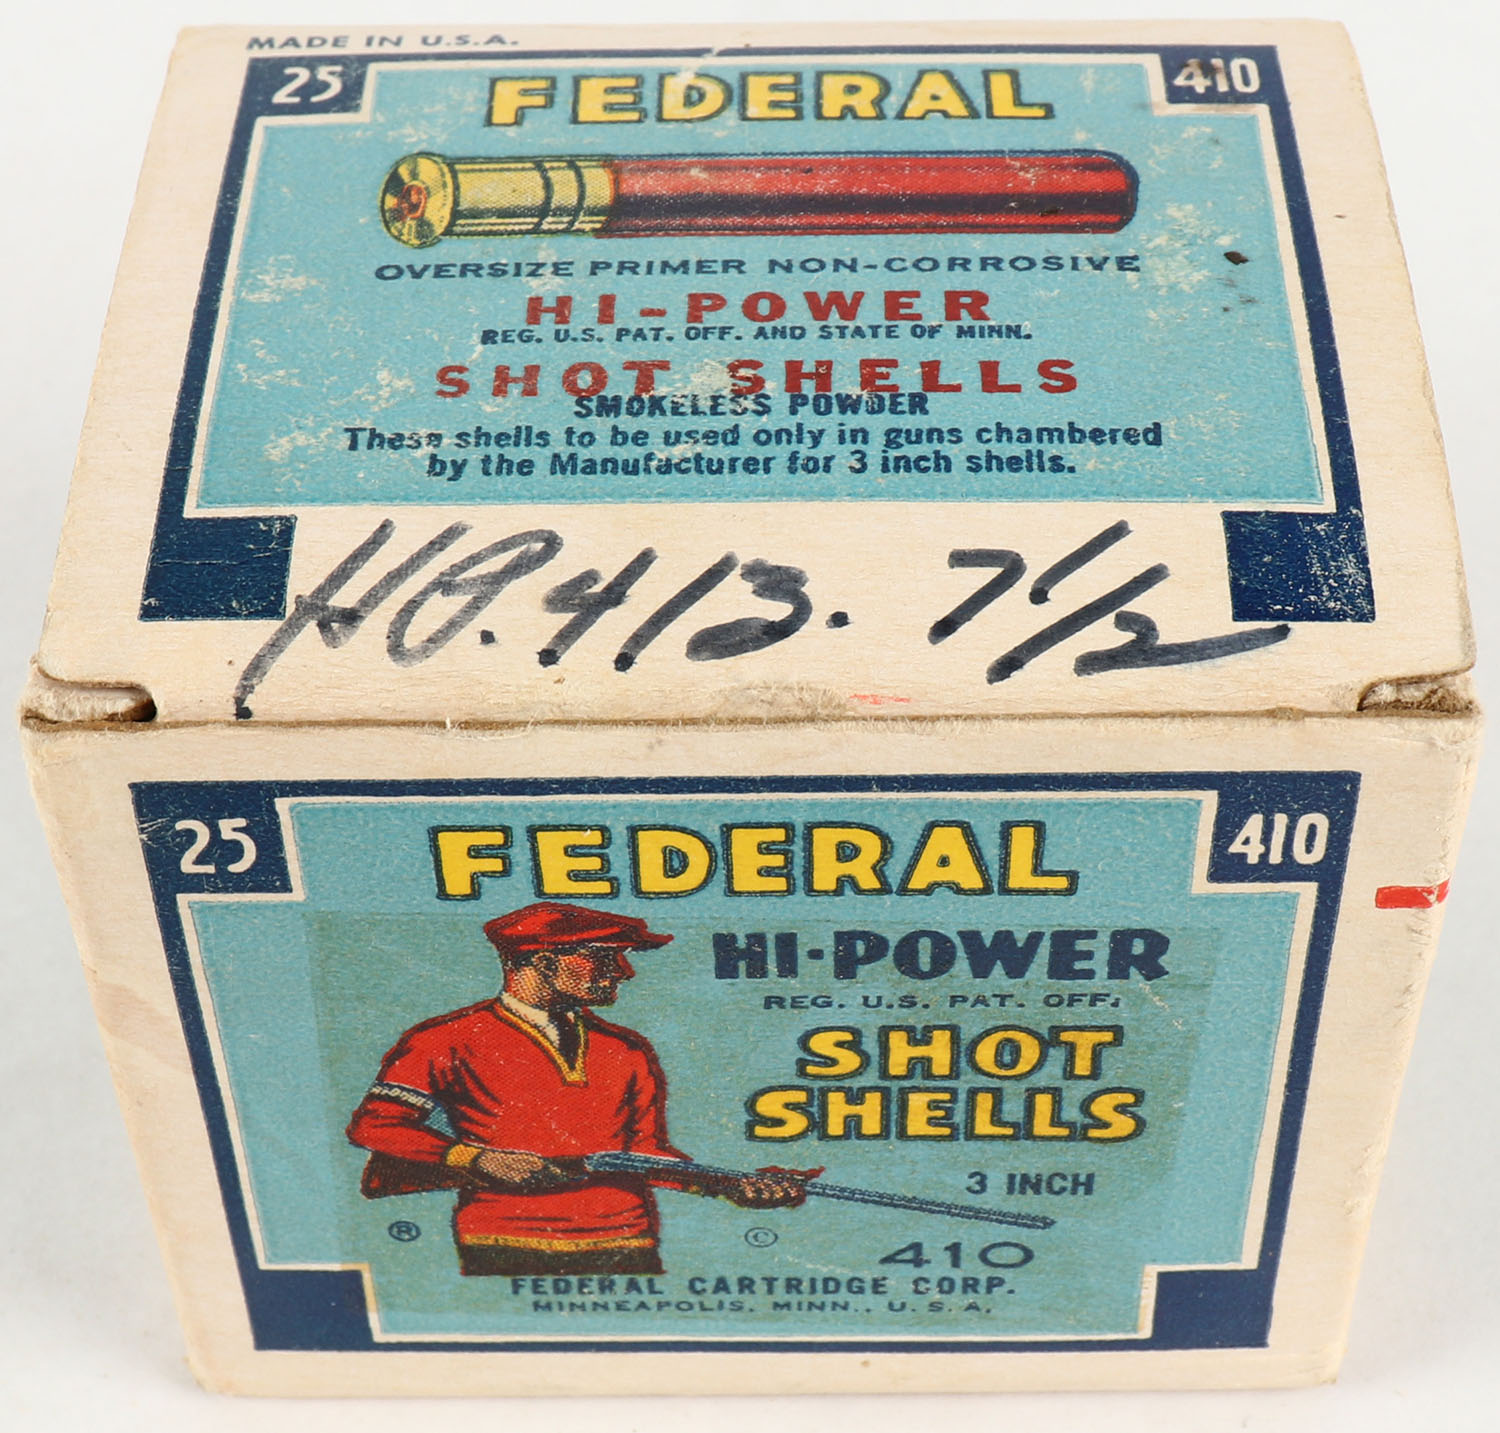 MADE IN U.S.A.
25 FEDERAL 410
OVERSIZE PRIMER NON-CORROSIVE
HI-POWER
REG. U.S. PAT. OFF. AND STATE OF MINN.
SHOT SHELLS
SMOKELESS POWDER
These shells to be used only in guns chambered
by the Manufacturer for 3 inch shells.
HP. 413. 7 1/2
25 FEDERAL 410
HI-POWER
REG. U.S. PAT. OFF.
SHOT
SHELLS
3 INCH
® ©
410
FEDERAL CARTRIDGE CORP.
MINNEAPOLIS, MINN., U.S.A.